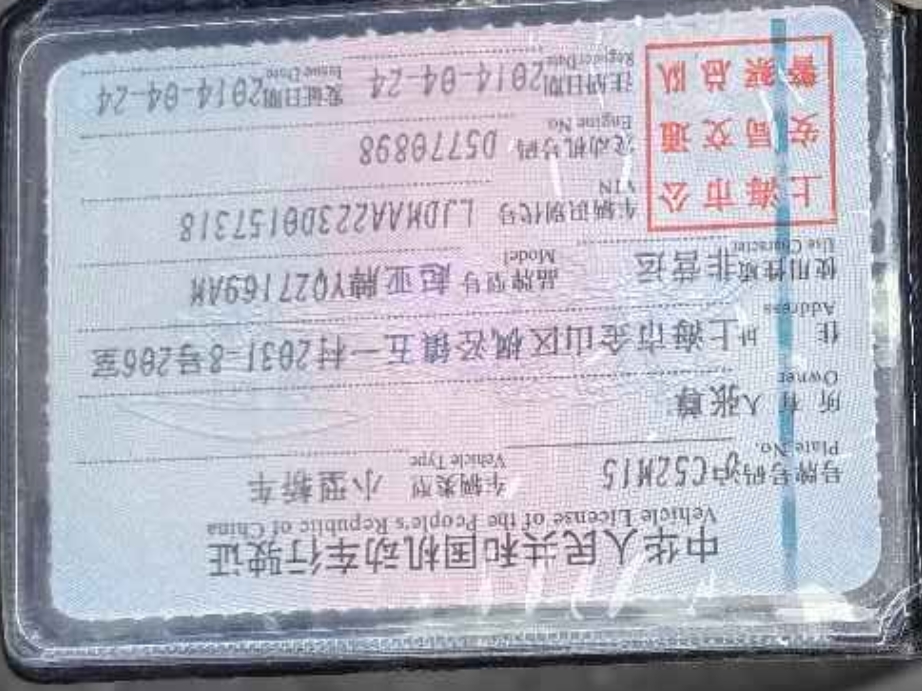 中华人民共和国机动车行驶证
Vehicle License of the People's Republic of China
号牌号码 沪C52M15 车辆类型 小型轿车
Plate No. Vehicle Type
所有人 张尊
Owner
住址 上海市金山区枫泾镇五一村2031-8号206室
Address
使用性质 非营运 品牌型号 起亚牌YQZ7169AM
Use Character Model
上海市公安局交通警察总队
车辆识别代号 LJDMAA223D0157318
VIN
发动机号码 D5770898
Engine No.
注册日期 2014-04-24 发证日期 2014-04-24
Register Date Issue Date